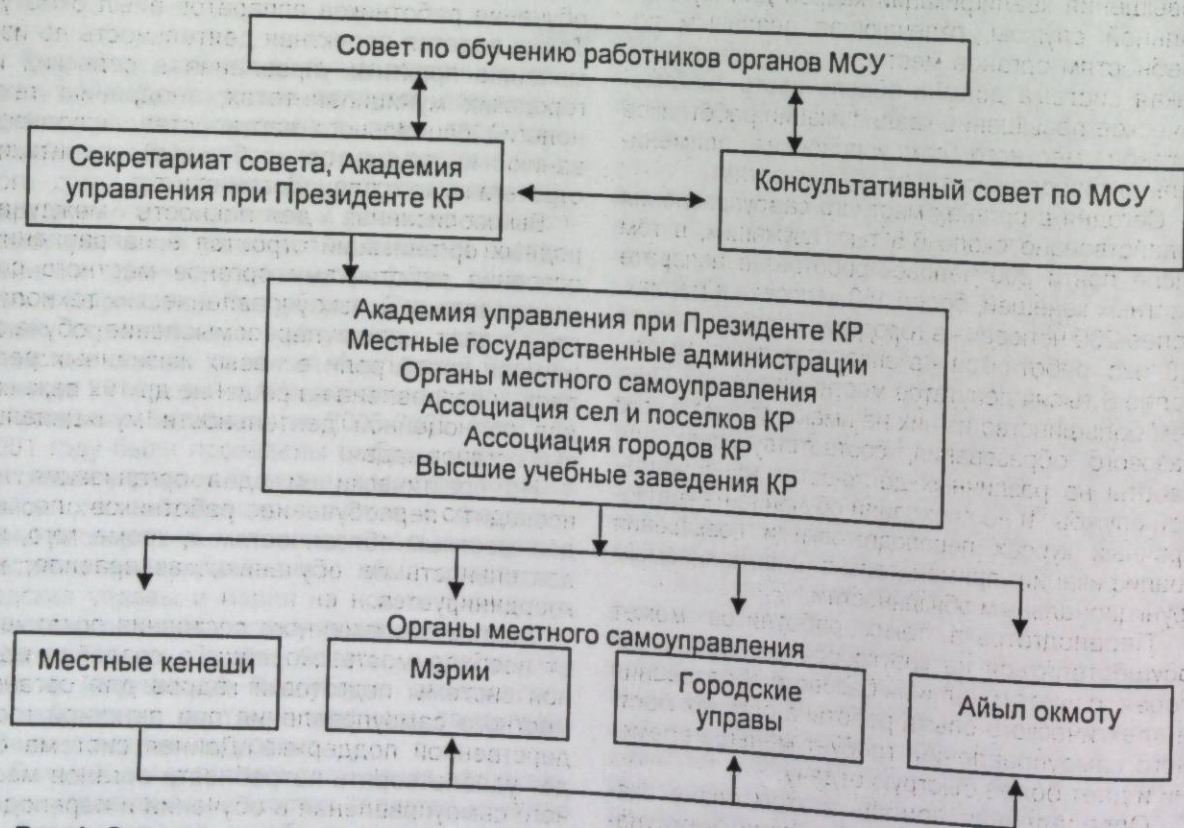 Совет по обучению работников органов МСУ
Секретариат совета, Академия
управления при Президенте КР
Консультативный совет по МСУ
Академия управления при Президенте КР
Местные государственные администрации
Органы местного самоуправления
Ассоциация сел и поселков КР
Ассоциация городов КР
Высшие учебные заведения КР
Органы местного самоуправления
Местные кенеши
Мэрии
Городские
управы
Айыл окмоту